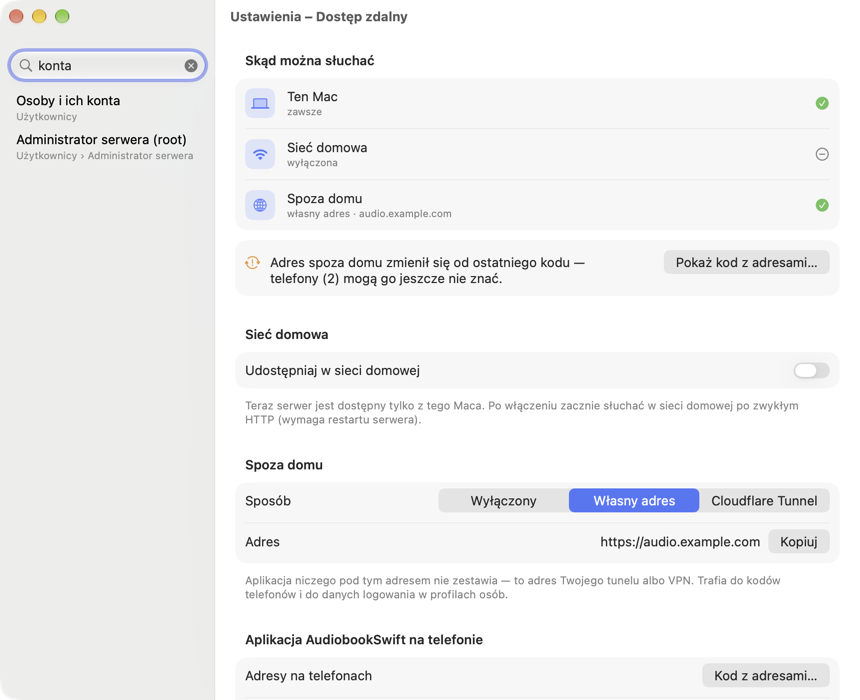 Ustawienia – Dostęp zdalny
konta
Osoby i ich konta
Użytkownicy
Administrator serwera (root)
Użytkownicy › Administrator serwera
Skąd można słuchać
Ten Mac
zawsze
Sieć domowa
wyłączona
Spoza domu
własny adres · audio.example.com
Adres spoza domu zmienił się od ostatniego kodu —
telefony (2) mogą go jeszcze nie znać.
Pokaż kod z adresami...
Sieć domowa
Udostępniaj w sieci domowej
Teraz serwer jest dostępny tylko z tego Maca. Po włączeniu zacznie słuchać w sieci domowej po zwykłym
HTTP (wymaga restartu serwera).
Spoza domu
Sposób
Wyłączony
Własny adres
Cloudflare Tunnel
Adres
https://audio.example.com
Kopiuj
Aplikacja niczego pod tym adresem nie zestawia — to adres Twojego tunelu albo VPN. Trafia do kodów
telefonów i do danych logowania w profilach osób.
Aplikacja AudiobookSwift na telefonie
Adresy na telefonach
Kod z adresami...